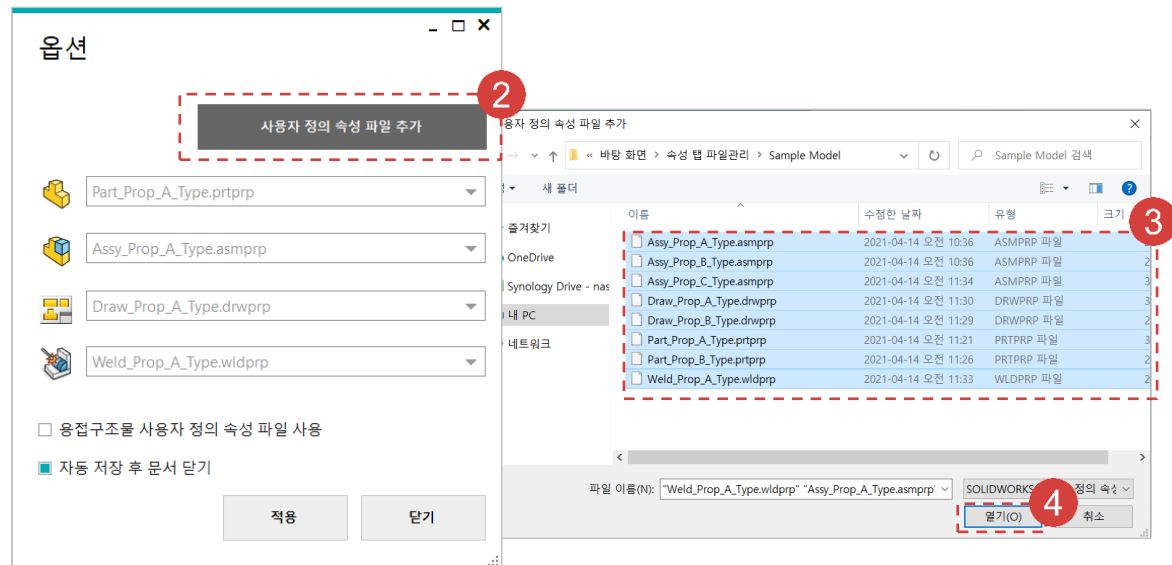 옵션
2
사용자 정의 속성 파일 추가
Part_Prop_A_Type.prtprp
Assy_Prop_A_Type.asmprp
Draw_Prop_A_Type.drwprp
Weld_Prop_A_Type.wldprp
용접구조물 사용자 정의 속성 파일 사용
자동 저장 후 문서 닫기
적용 닫기
용자 정의 속성 파일 추가
« 바탕 화면 > 속성 탭 파일관리 > Sample Model
Sample Model 검색
새 폴더
이름 수정한 날짜 유형 크기
3
즐겨찾기
OneDrive
Synology Drive - nas
내 PC
네트워크
Assy_Prop_A_Type.asmprp 2021-04-14 오전 10:36 ASMPRP 파일
Assy_Prop_B_Type.asmprp 2021-04-14 오전 10:36 ASMPRP 파일 2
Assy_Prop_C_Type.asmprp 2021-04-14 오전 11:34 ASMPRP 파일 3
Draw_Prop_A_Type.drwprp 2021-04-14 오전 11:30 DRWPRP 파일 3
Draw_Prop_B_Type.drwprp 2021-04-14 오전 11:29 DRWPRP 파일 2
Part_Prop_A_Type.prtprp 2021-04-14 오전 11:21 PRTPRP 파일 3
Part_Prop_B_Type.prtprp 2021-04-14 오전 11:26 PRTPRP 파일 2
Weld_Prop_A_Type.wldprp 2021-04-14 오전 11:33 WLDPRP 파일 2
파일 이름(N): "Weld_Prop_A_Type.wldprp" "Assy_Prop_A_Type.asmprp" SOLIDWORKS 정의 속성
4
열기(O) 취소